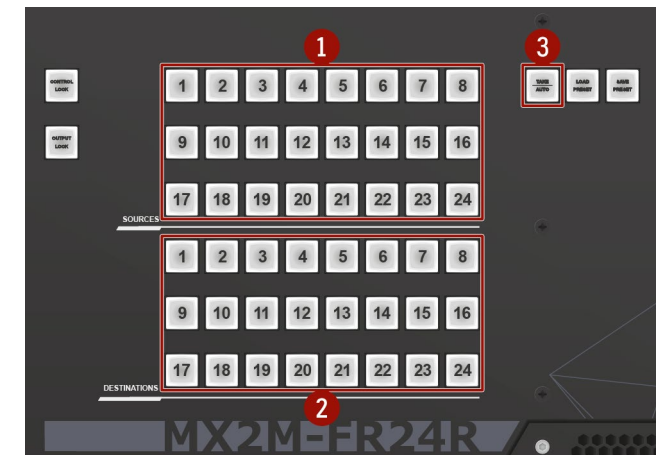 1
3
CONTROL LOCK
1 2 3 4 5 6 7 8
TAKE AUTO
LOAD PRESET
SAVE PRESET
OUTPUT LOCK
9 10 11 12 13 14 15 16
17 18 19 20 21 22 23 24
SOURCES
1 2 3 4 5 6 7 8
9 10 11 12 13 14 15 16
17 18 19 20 21 22 23 24
DESTINATIONS
2
MX2M-FR24R